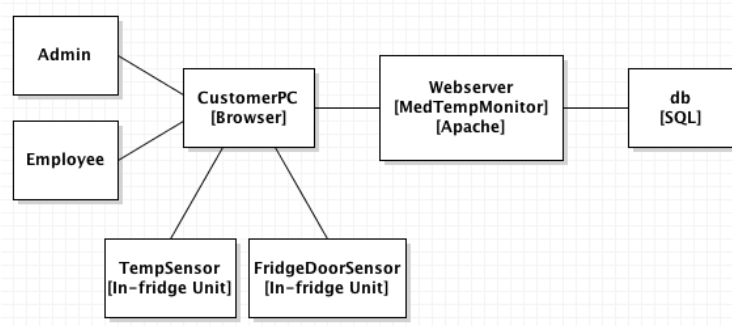 Admin
Employee
CustomerPC
[Browser]
Webserver
[MedTempMonitor]
[Apache]
db
[SQL]
TempSensor
[In-fridge Unit]
FridgeDoorSensor
[In-fridge Unit]